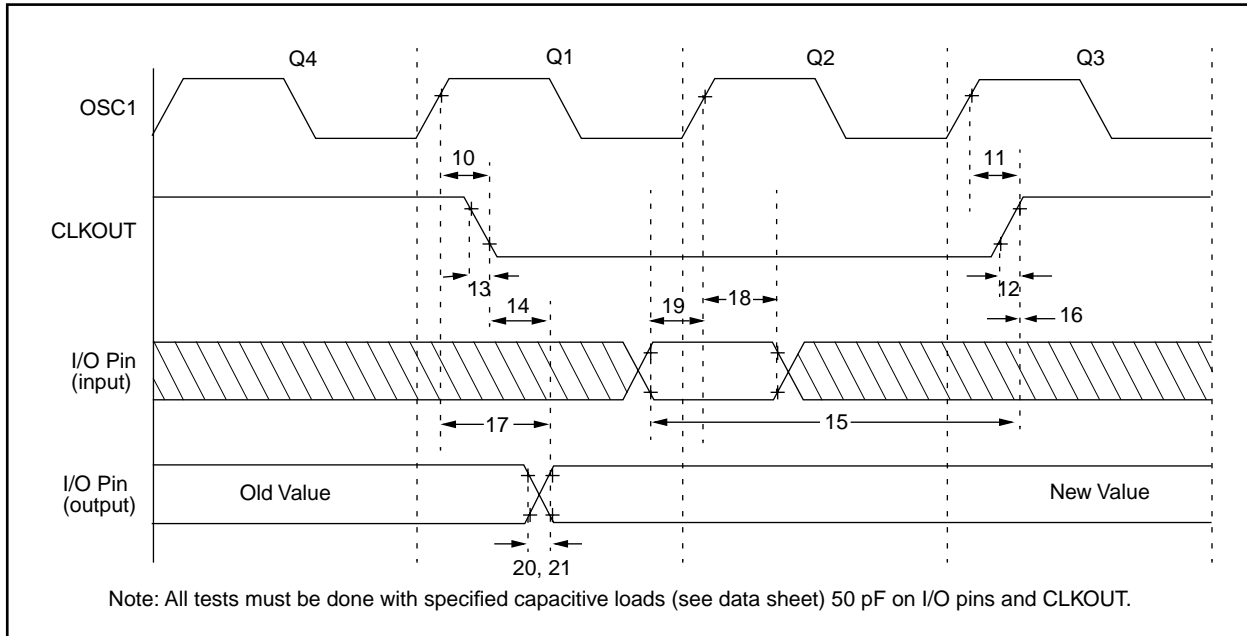 Q4 Q1 Q2 Q3
OSC1
10 11
CLKOUT
13 12
14 19 18 16
I/O Pin
(input)
17 15
I/O Pin
(output)
Old Value New Value
20, 21
Note: All tests must be done with specified capacitive loads (see data sheet) 50 pF on I/O pins and CLKOUT.